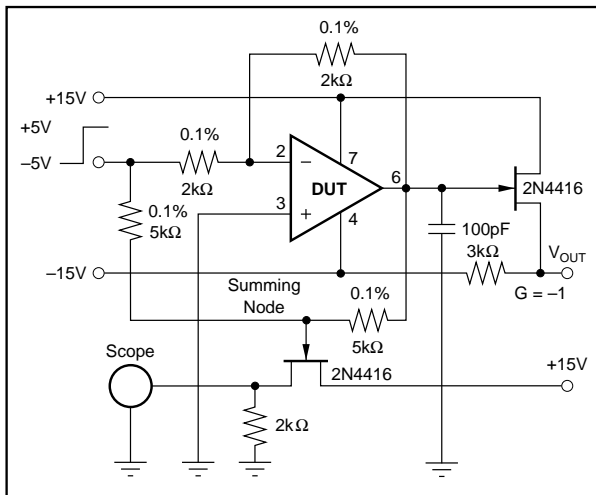 0.1%
2kΩ
+15V
+5V
–5V
0.1%
2kΩ
2
–
7
6
DUT
3
+
4
2N4416
0.1%
5kΩ
100pF
3kΩ
VOUT
–15V
G = –1
Summing
Node
0.1%
5kΩ
Scope
2N4416
+15V
2kΩ